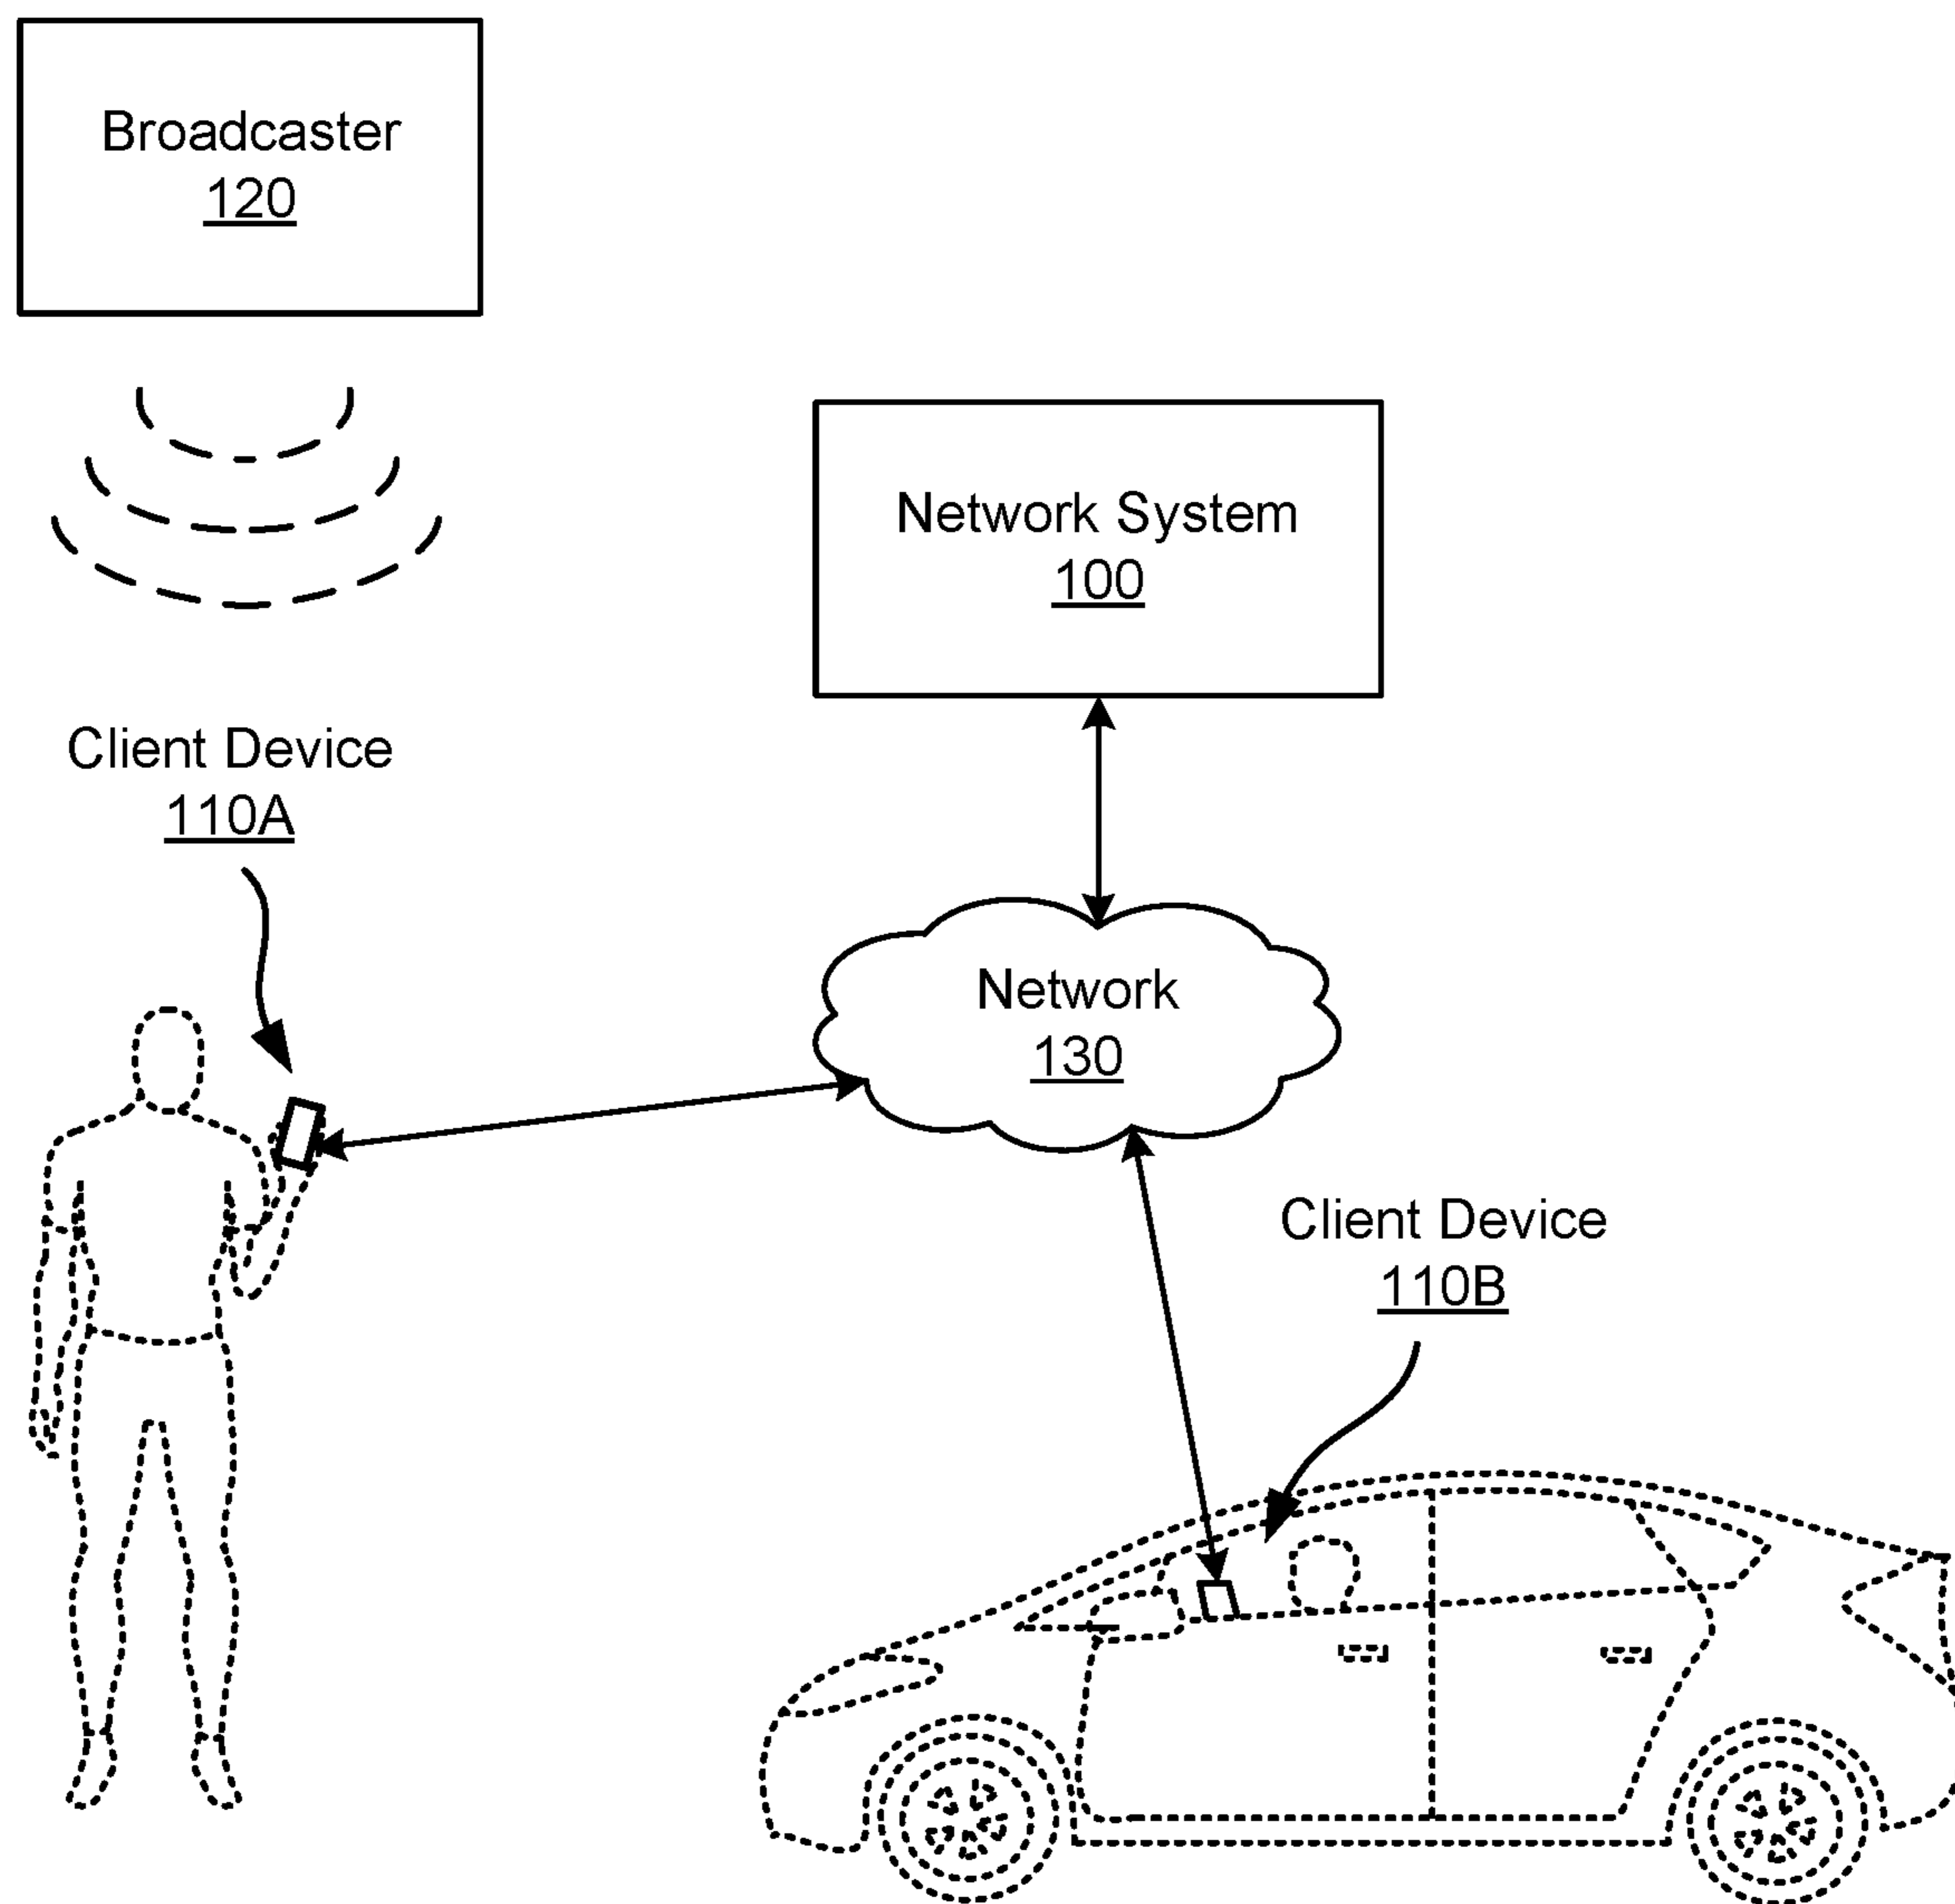 Broadcaster
120
Network System
100
Client Device
110A
Network
130
Client Device
110B